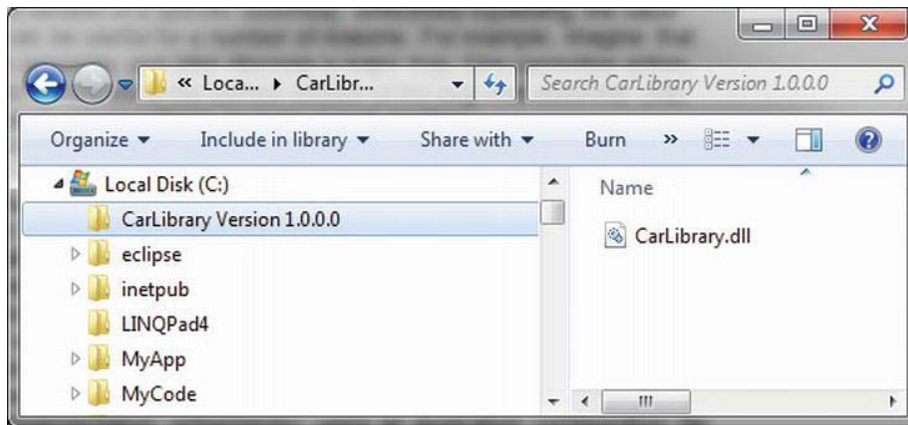 « Loca... ▸ CarLibr...
Search CarLibrary Version 1.0.0.0
Organize
Include in library
Share with
Burn
»
Local Disk (C:)
CarLibrary Version 1.0.0.0
eclipse
inetpub
LINQPad4
MyApp
MyCode
Name
CarLibrary.dll